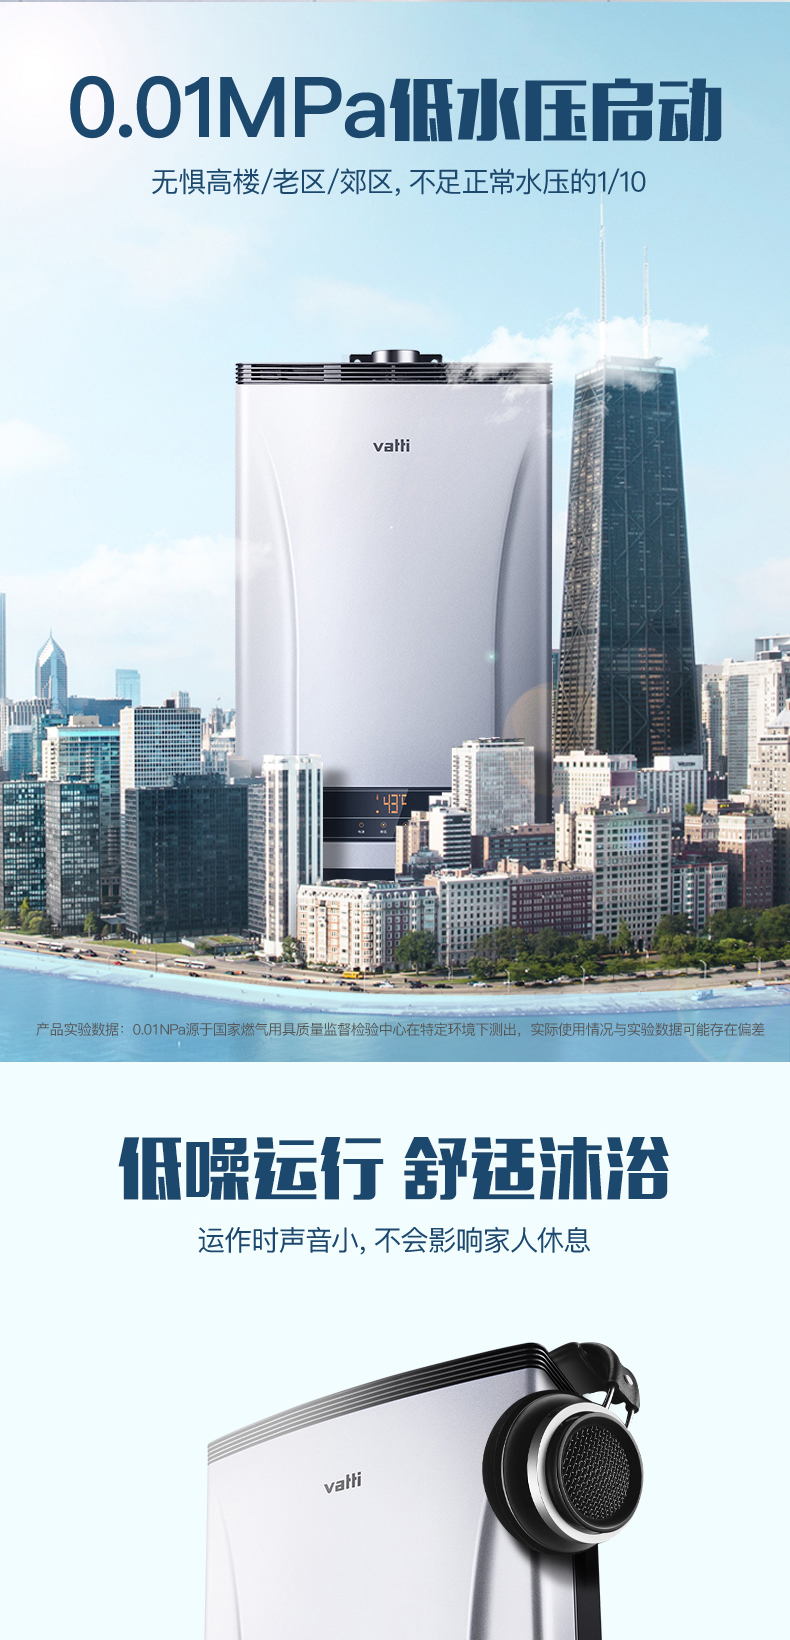 0.01MPa低水压启动
无惧高楼/老区/郊区, 不足正常水压的1/10
vatti
43
产品实验数据：0.01NPa源于国家燃气用具质量监督检验中心在特定环境下测出，实际使用情况与实验数据可能存在偏差
低噪运行 舒适沐浴
运作时声音小, 不会影响家人休息
vatti